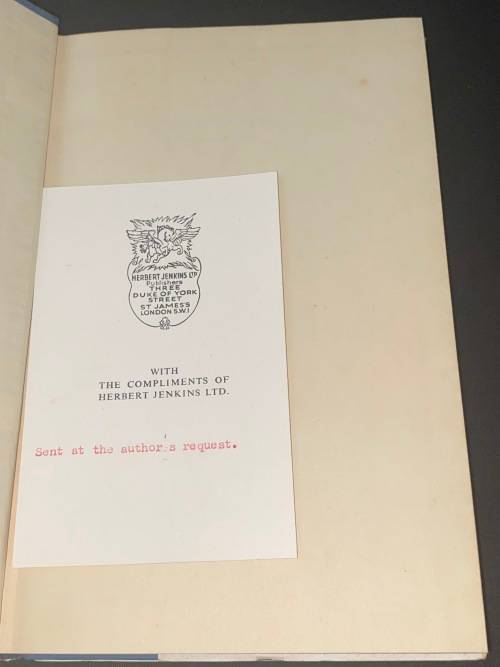 HERBERT JENKINS LTD
Publishers
THREE
DUKE OF YORK
STREET
ST JAMES'S
LONDON S.W.1
WITH
THE COMPLIMENTS OF
HERBERT JENKINS LTD.
Sent at the author's request.